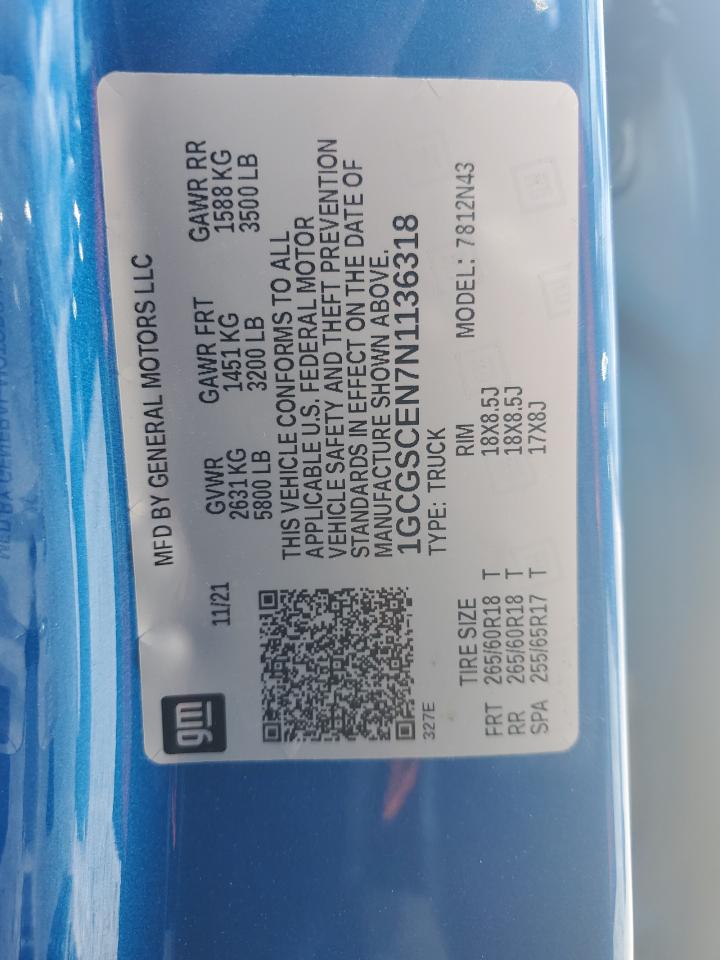 gm
MFD BY GENERAL MOTORS LLC
11/21
GVWR GAWR FRT GAWR RR
2631 KG 1451 KG 1588 KG
5800 LB 3200 LB 3500 LB
THIS VEHICLE CONFORMS TO ALL
APPLICABLE U.S. FEDERAL MOTOR
VEHICLE SAFETY AND THEFT PREVENTION
STANDARDS IN EFFECT ON THE DATE OF
MANUFACTURE SHOWN ABOVE.
1GCGSCEN7N1136318
TYPE: TRUCK
327E
TIRE SIZE RIM MODEL: 7812N43
FRT 265/60R18 T 18X8.5J
RR 265/60R18 T 18X8.5J
SPA 255/65R17 T 17X8J